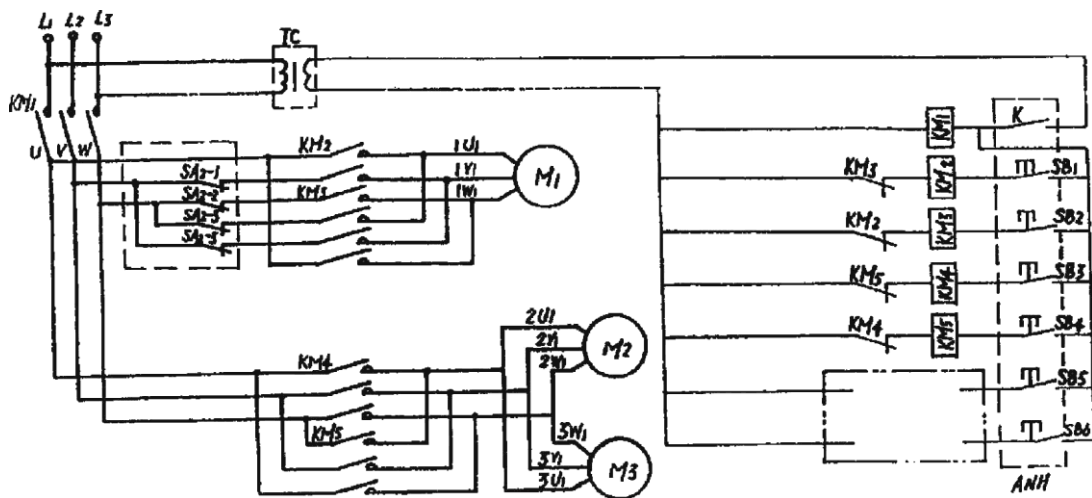 L1 L2 L3
TC
KM1
U V W
KM2
1U1
SA2-1
1V1
M1
SA2-2
KM3
1W1
SA2-3
SA2-3
KM1
K
KM3
KM2
SB1
KM2
KM3
SB2
KM5
KM4
SB3
KM4
KM5
SB4
SB5
SB6
ANH
2U1
2V1
M2
KM4
2W1
KM5
3W1
3V1
M3
3U1